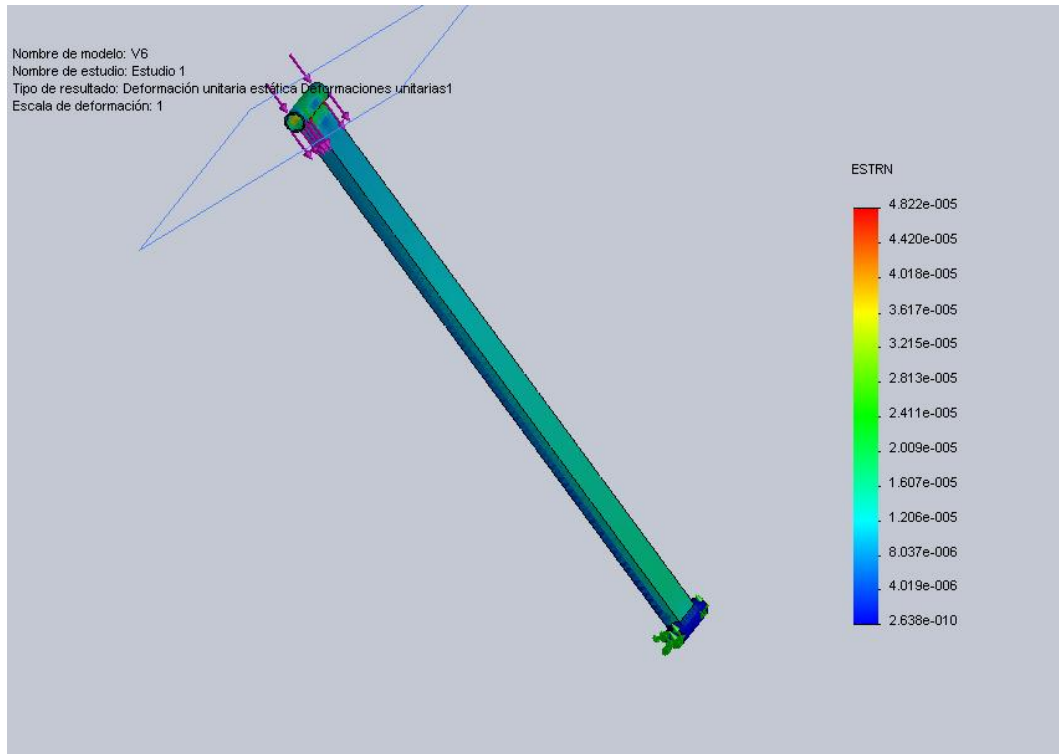 Nombre de modelo: V6
Nombre de estudio: Estudio 1
Tipo de resultado: Deformación unitaria estática Deformaciones unitarias1
Escala de deformación: 1
ESTRN
4.822e-005
4.420e-005
4.018e-005
3.617e-005
3.215e-005
2.813e-005
2.411e-005
2.009e-005
1.607e-005
1.206e-005
8.037e-006
4.019e-006
2.638e-010